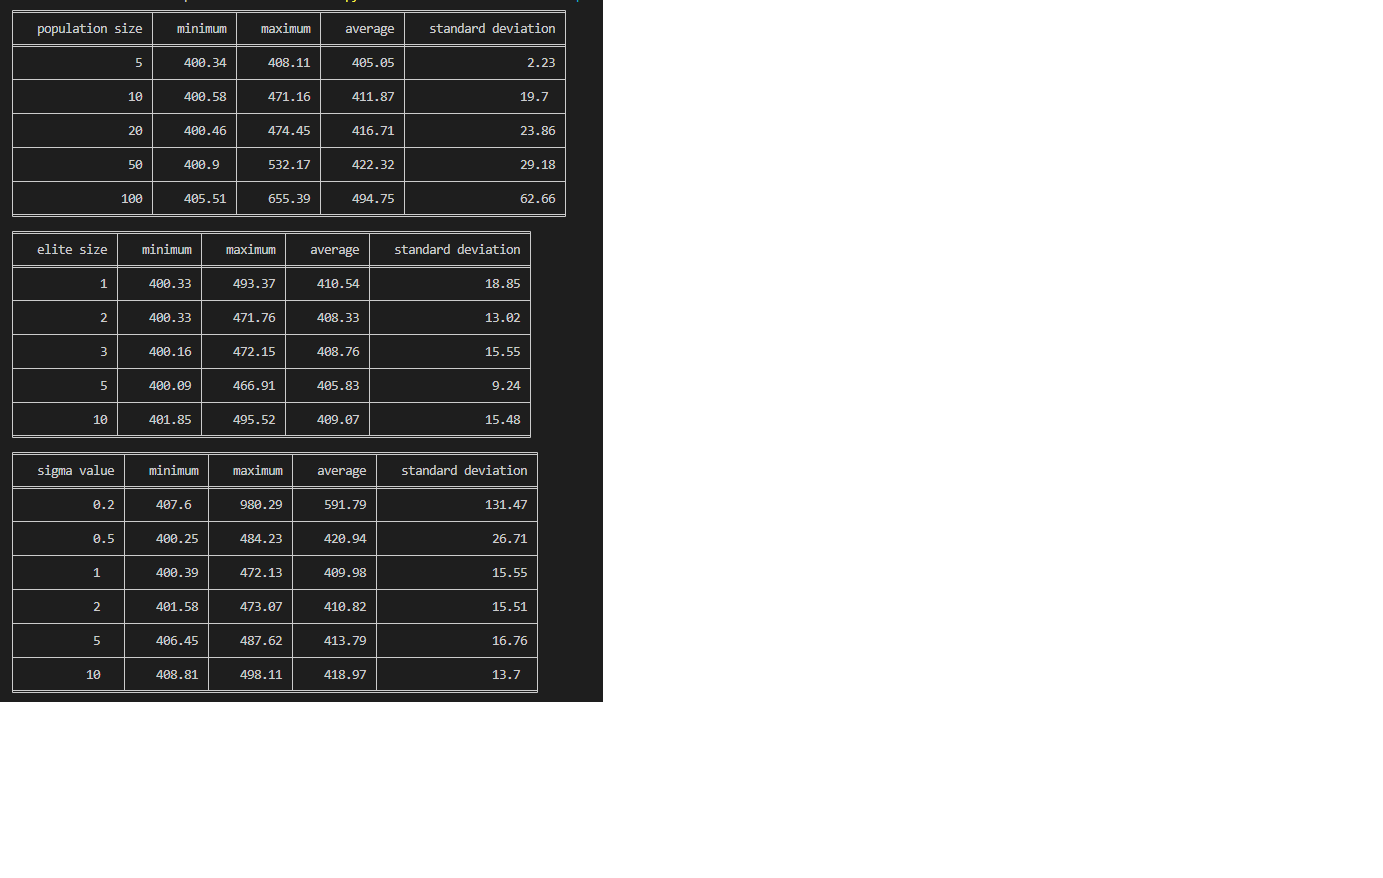 population size minimum maximum average standard deviation
5 400.34 408.11 405.05 2.23
10 400.58 471.16 411.87 19.7
20 400.46 474.45 416.71 23.86
50 400.9 532.17 422.32 29.18
100 405.51 655.39 494.75 62.66
elite size minimum maximum average standard deviation
1 400.33 493.37 410.54 18.85
2 400.33 471.76 408.33 13.02
3 400.16 472.15 408.76 15.55
5 400.09 466.91 405.83 9.24
10 401.85 495.52 409.07 15.48
sigma value minimum maximum average standard deviation
0.2 407.6 980.29 591.79 131.47
0.5 400.25 484.23 420.94 26.71
1 400.39 472.13 409.98 15.55
2 401.58 473.07 410.82 15.51
5 406.45 487.62 413.79 16.76
10 408.81 498.11 418.97 13.7